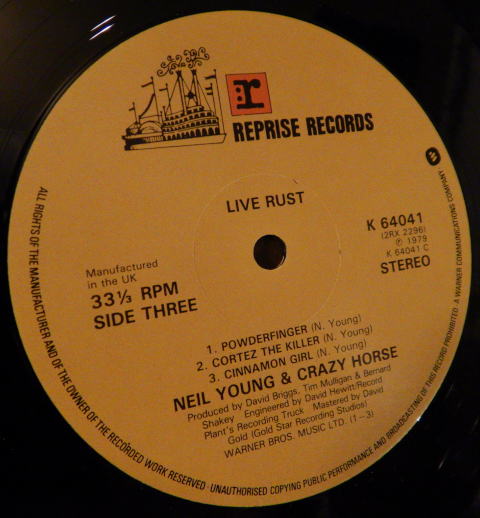 r
REPRISE RECORDS
LIVE RUST
K 64041
(2RX 2296)
℗ 1979
K 64041 C
STEREO
Manufactured
in the UK
33⅓ RPM
SIDE THREE
1. POWDERFINGER (N. Young)
2. CORTEZ THE KILLER (N. Young)
3. CINNAMON GIRL (N. Young)
NEIL YOUNG & CRAZY HORSE
Produced by David Briggs, Tim Mulligan & Bernard
Shakey Engineered by David Hewitt/Record
Plant's Recording Truck Mastered by David
Gold (Gold Star Recording Studios)
WARNER BROS. MUSIC LTD. (1-3)
ALL RIGHTS OF THE MANUFACTURER AND OF THE OWNER OF THE RECORDED WORK RESERVED · UNAUTHORISED COPYING PUBLIC PERFORMANCE AND BROADCASTING OF THIS RECORD PROHIBITED · A WARNER COMMUNICATIONS COMPANY